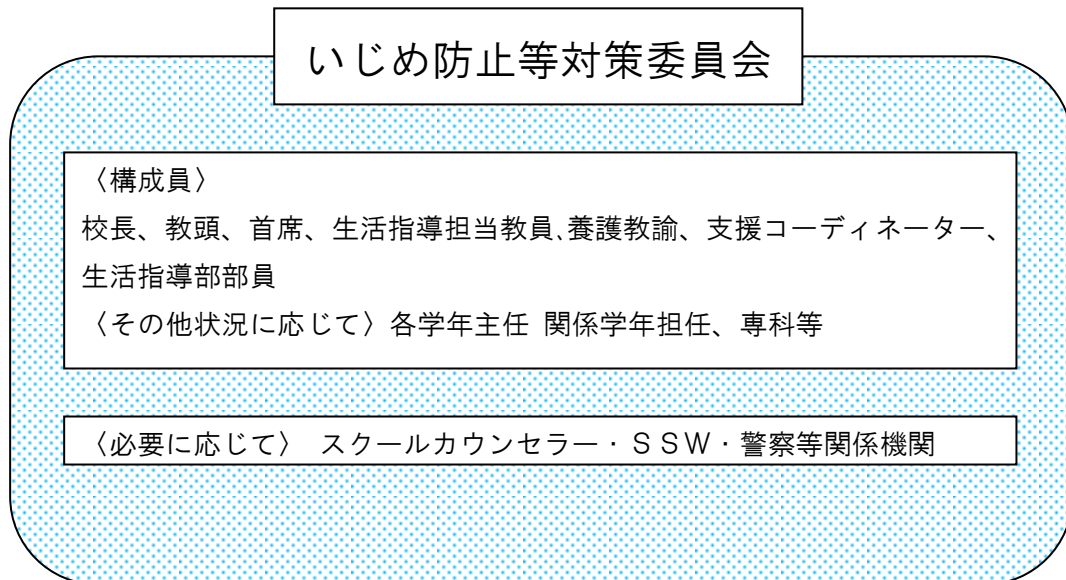 いじめ防止等対策委員会
〈構成員〉
校長、教頭、首席、生活指導担当教員、養護教諭、支援コーディネーター、
生活指導部部員
〈その他状況に応じて〉各学年主任 関係学年担任、専科等
〈必要に応じて〉 スクールカウンセラー・ＳＳＷ・警察等関係機関